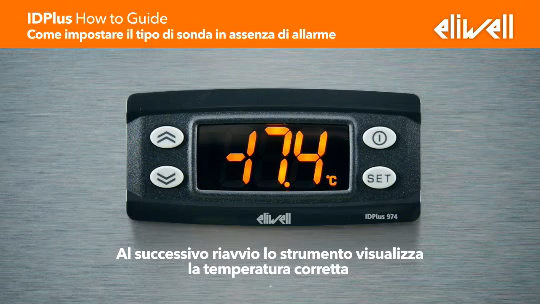 IDPlus How to Guide
Come impostare il tipo di sonda in assenza di allarme
eliwell
-17.4 °C
SET
eliwell
IDPlus 974
Al successivo riavvio lo strumento visualizza
la temperatura corretta